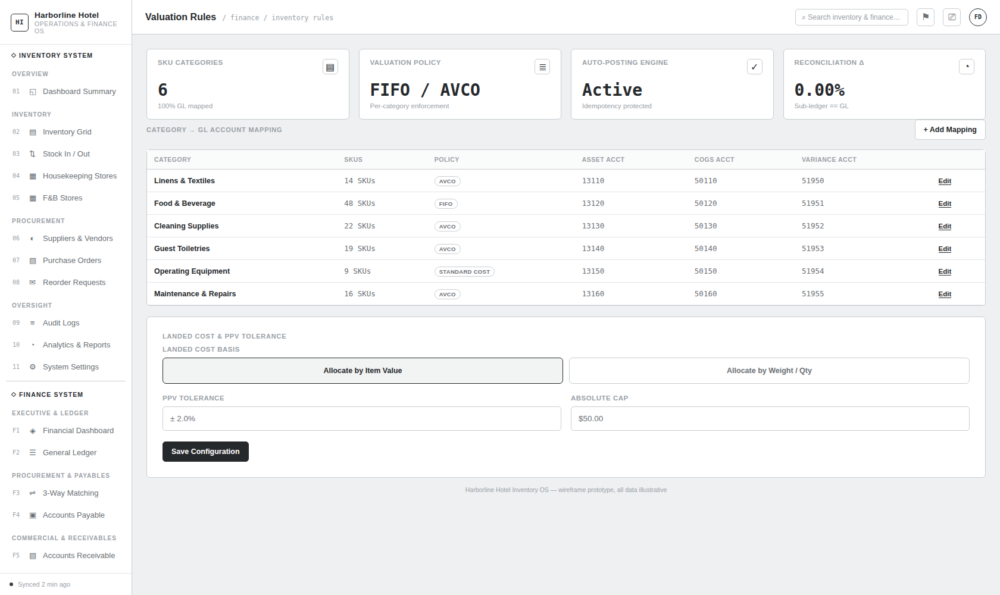 HI
Harborline Hotel
OPERATIONS & FINANCE
OS
◇ INVENTORY SYSTEM
OVERVIEW
01 Dashboard Summary
INVENTORY
02 Inventory Grid
03 Stock In / Out
04 Housekeeping Stores
05 F&B Stores
PROCUREMENT
06 Suppliers & Vendors
07 Purchase Orders
08 Reorder Requests
OVERSIGHT
09 Audit Logs
10 Analytics & Reports
11 System Settings
◇ FINANCE SYSTEM
EXECUTIVE & LEDGER
F1 Financial Dashboard
F2 General Ledger
PROCUREMENT & PAYABLES
F3 3-Way Matching
F4 Accounts Payable
COMMERCIAL & RECEIVABLES
F5 Accounts Receivable
Synced 2 min ago
Valuation Rules / finance / inventory rules
Search inventory & finance…
FD
SKU CATEGORIES
6
100% GL mapped
VALUATION POLICY
FIFO / AVCO
Per-category enforcement
AUTO-POSTING ENGINE
✓
Active
Idempotency protected
RECONCILIATION Δ
0.00%
Sub-ledger == GL
CATEGORY → GL ACCOUNT MAPPING
+ Add Mapping
CATEGORY SKUS POLICY ASSET ACCT COGS ACCT VARIANCE ACCT
Linens & Textiles 14 SKUs AVCO 13110 50110 51950 Edit
Food & Beverage 48 SKUs FIFO 13120 50120 51951 Edit
Cleaning Supplies 22 SKUs AVCO 13130 50130 51952 Edit
Guest Toiletries 19 SKUs AVCO 13140 50140 51953 Edit
Operating Equipment 9 SKUs STANDARD COST 13150 50150 51954 Edit
Maintenance & Repairs 16 SKUs AVCO 13160 50160 51955 Edit
LANDED COST & PPV TOLERANCE
LANDED COST BASIS
Allocate by Item Value
Allocate by Weight / Qty
PPV TOLERANCE
± 2.0%
ABSOLUTE CAP
$50.00
Save Configuration
Harborline Hotel Inventory OS — wireframe prototype, all data illustrative